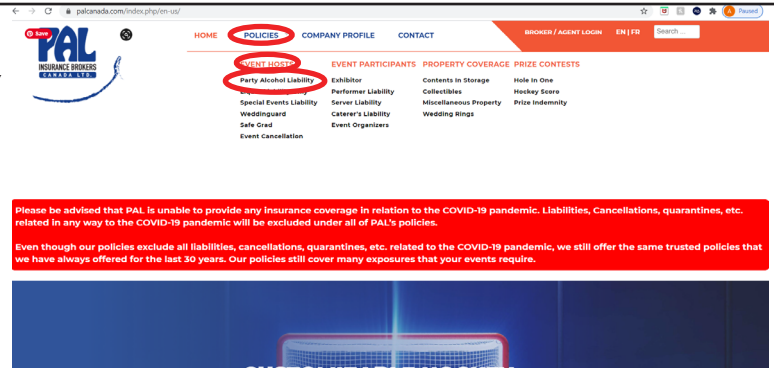 palcanada.com/index.php/en-us/
Paused
Save
PAL
INSURANCE BROKERS
CANADA LTD.
HOME POLICIES COMPANY PROFILE CONTACT
BROKER / AGENT LOGIN EN | FR Search ...
EVENT HOSTS EVENT PARTICIPANTS PROPERTY COVERAGE PRIZE CONTESTS
Party Alcohol Liability Exhibitor Contents In Storage Hole In One
Performer Liability Collectibles Hockey Score
Special Events Liability Server Liability Miscellaneous Property Prize Indemnity
Weddinguard Caterer's Liability Wedding Rings
Safe Grad Event Organizers
Event Cancellation
Please be advised that PAL is unable to provide any insurance coverage in relation to the COVID-19 pandemic. Liabilities, Cancellations, quarantines, etc.
related in any way to the COVID-19 pandemic will be excluded under all of PAL's policies.
Even though our policies exclude all liabilities, cancellations, quarantines, etc. related to the COVID-19 pandemic, we still offer the same trusted policies that
we have always offered for the last 30 years. Our policies still cover many exposures that your events require.